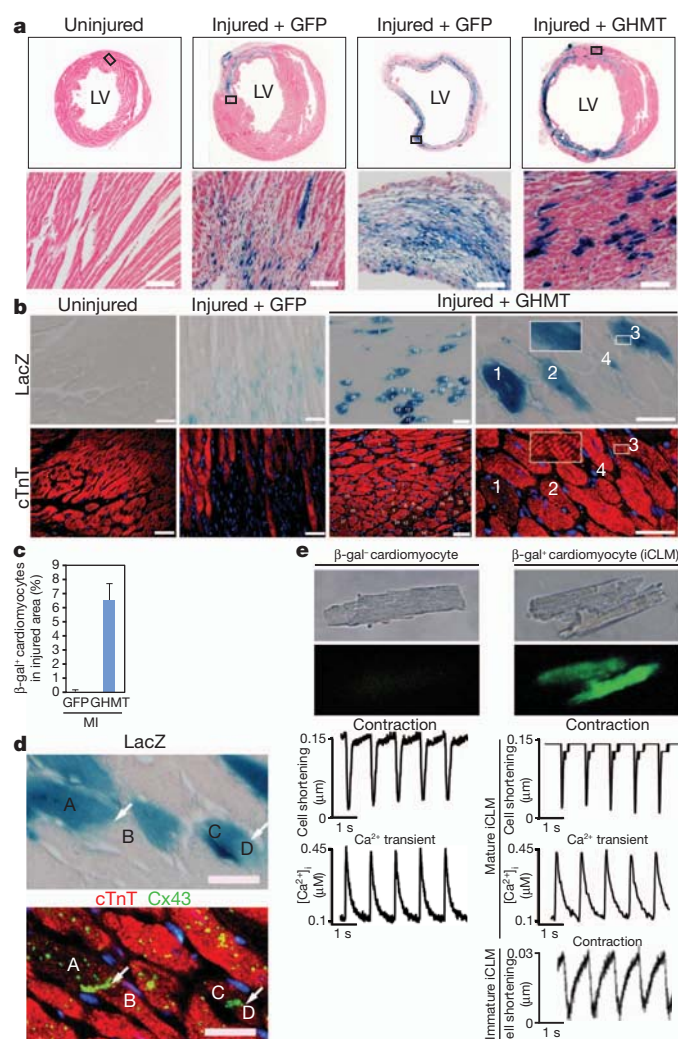 a
Uninjured
Injured + GFP
Injured + GFP
Injured + GHMT
LV
LV
LV
LV
b
Uninjured
Injured + GFP
Injured + GHMT
LacZ
1
2
3
4
cTnT
1
2
3
4
c
β-gal⁺ cardiomyocytes
in injured area (%)
9
8
7
6
5
4
3
2
1
0
GFP GHMT
MI
d
LacZ
A
B
C
D
cTnT Cx43
A
B
C
D
e
β-gal⁻ cardiomyocyte
β-gal⁺ cardiomyocyte (iCLM)
Contraction
Cell shortening
(μm)
0.15
0
1 s
Ca²⁺ transient
[Ca²⁺]i
(μM)
0.45
0.1
1 s
Mature iCLM
Contraction
Cell shortening
(μm)
0.15
0
1 s
Ca²⁺ transient
[Ca²⁺]i
(μM)
0.45
0.1
1 s
Immature iCLM
Contraction
ell shortening
(μm)
0.03
0
1 s